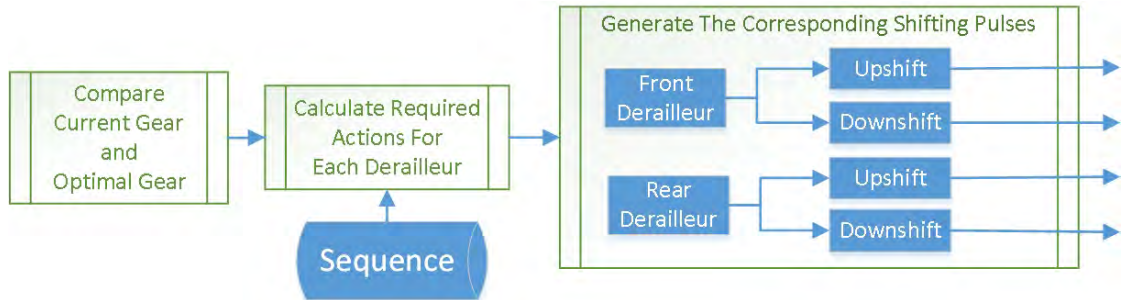 Compare
Current Gear
and
Optimal Gear
Calculate Required
Actions For
Each Derailleur
Sequence
Generate The Corresponding Shifting Pulses
Front
Derailleur
Upshift
Downshift
Rear
Derailleur
Upshift
Downshift